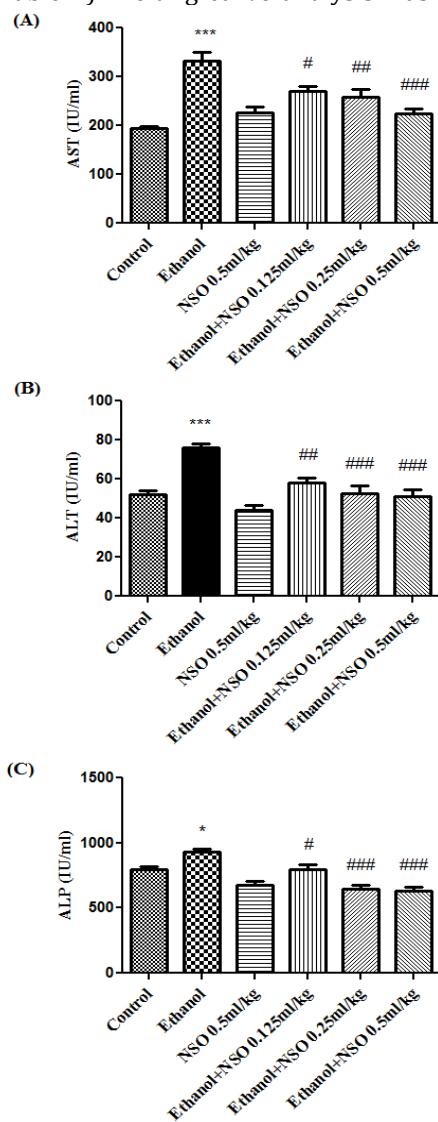 (A)
AST (IU/ml)
400
300
200
100
0
***
#
##
###
Control
Ethanol
NSO 0.5ml/kg
Ethanol+NSO 0.125ml/kg
Ethanol+NSO 0.25ml/kg
Ethanol+NSO 0.5ml/kg
(B)
ALT (IU/ml)
100
80
60
40
20
0
***
##
###
###
Control
Ethanol
NSO 0.5ml/kg
Ethanol+NSO 0.125ml/kg
Ethanol+NSO 0.25ml/kg
Ethanol+NSO 0.5ml/kg
(C)
ALP (IU/ml)
1500
1000
500
0
*
#
###
###
Control
Ethanol
NSO 0.5ml/kg
Ethanol+NSO 0.125ml/kg
Ethanol+NSO 0.25ml/kg
Ethanol+NSO 0.5ml/kg